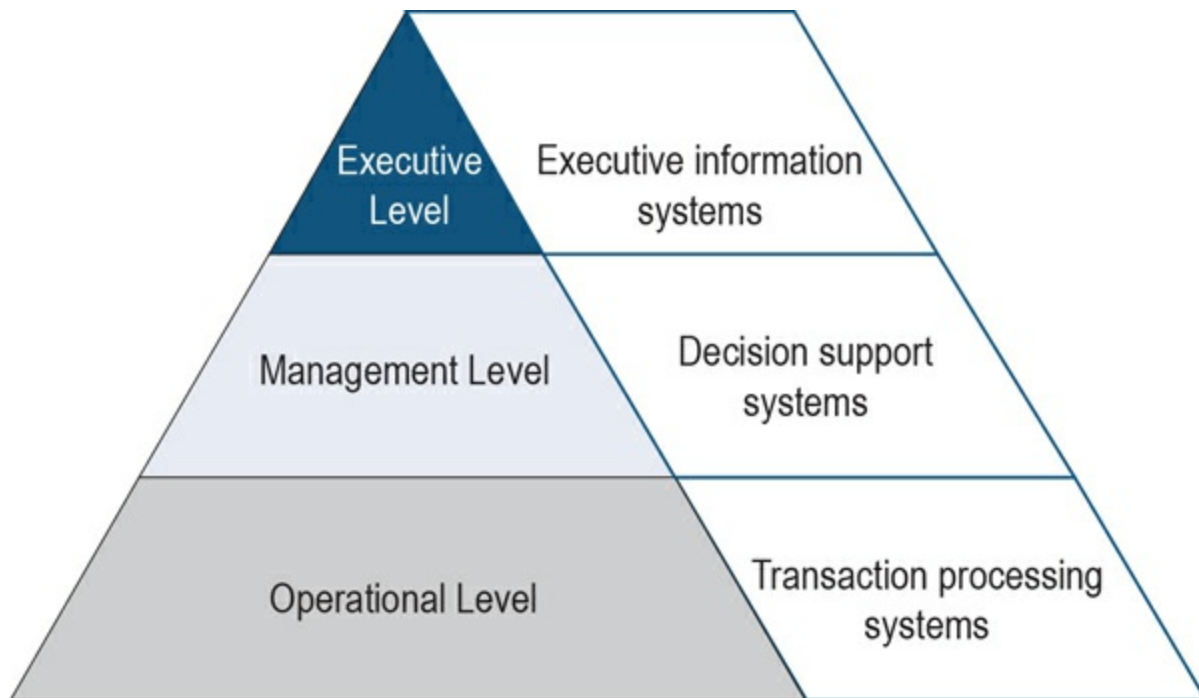 Executive
Level
Executive information
systems
Management Level
Decision support
systems
Operational Level
Transaction processing
systems